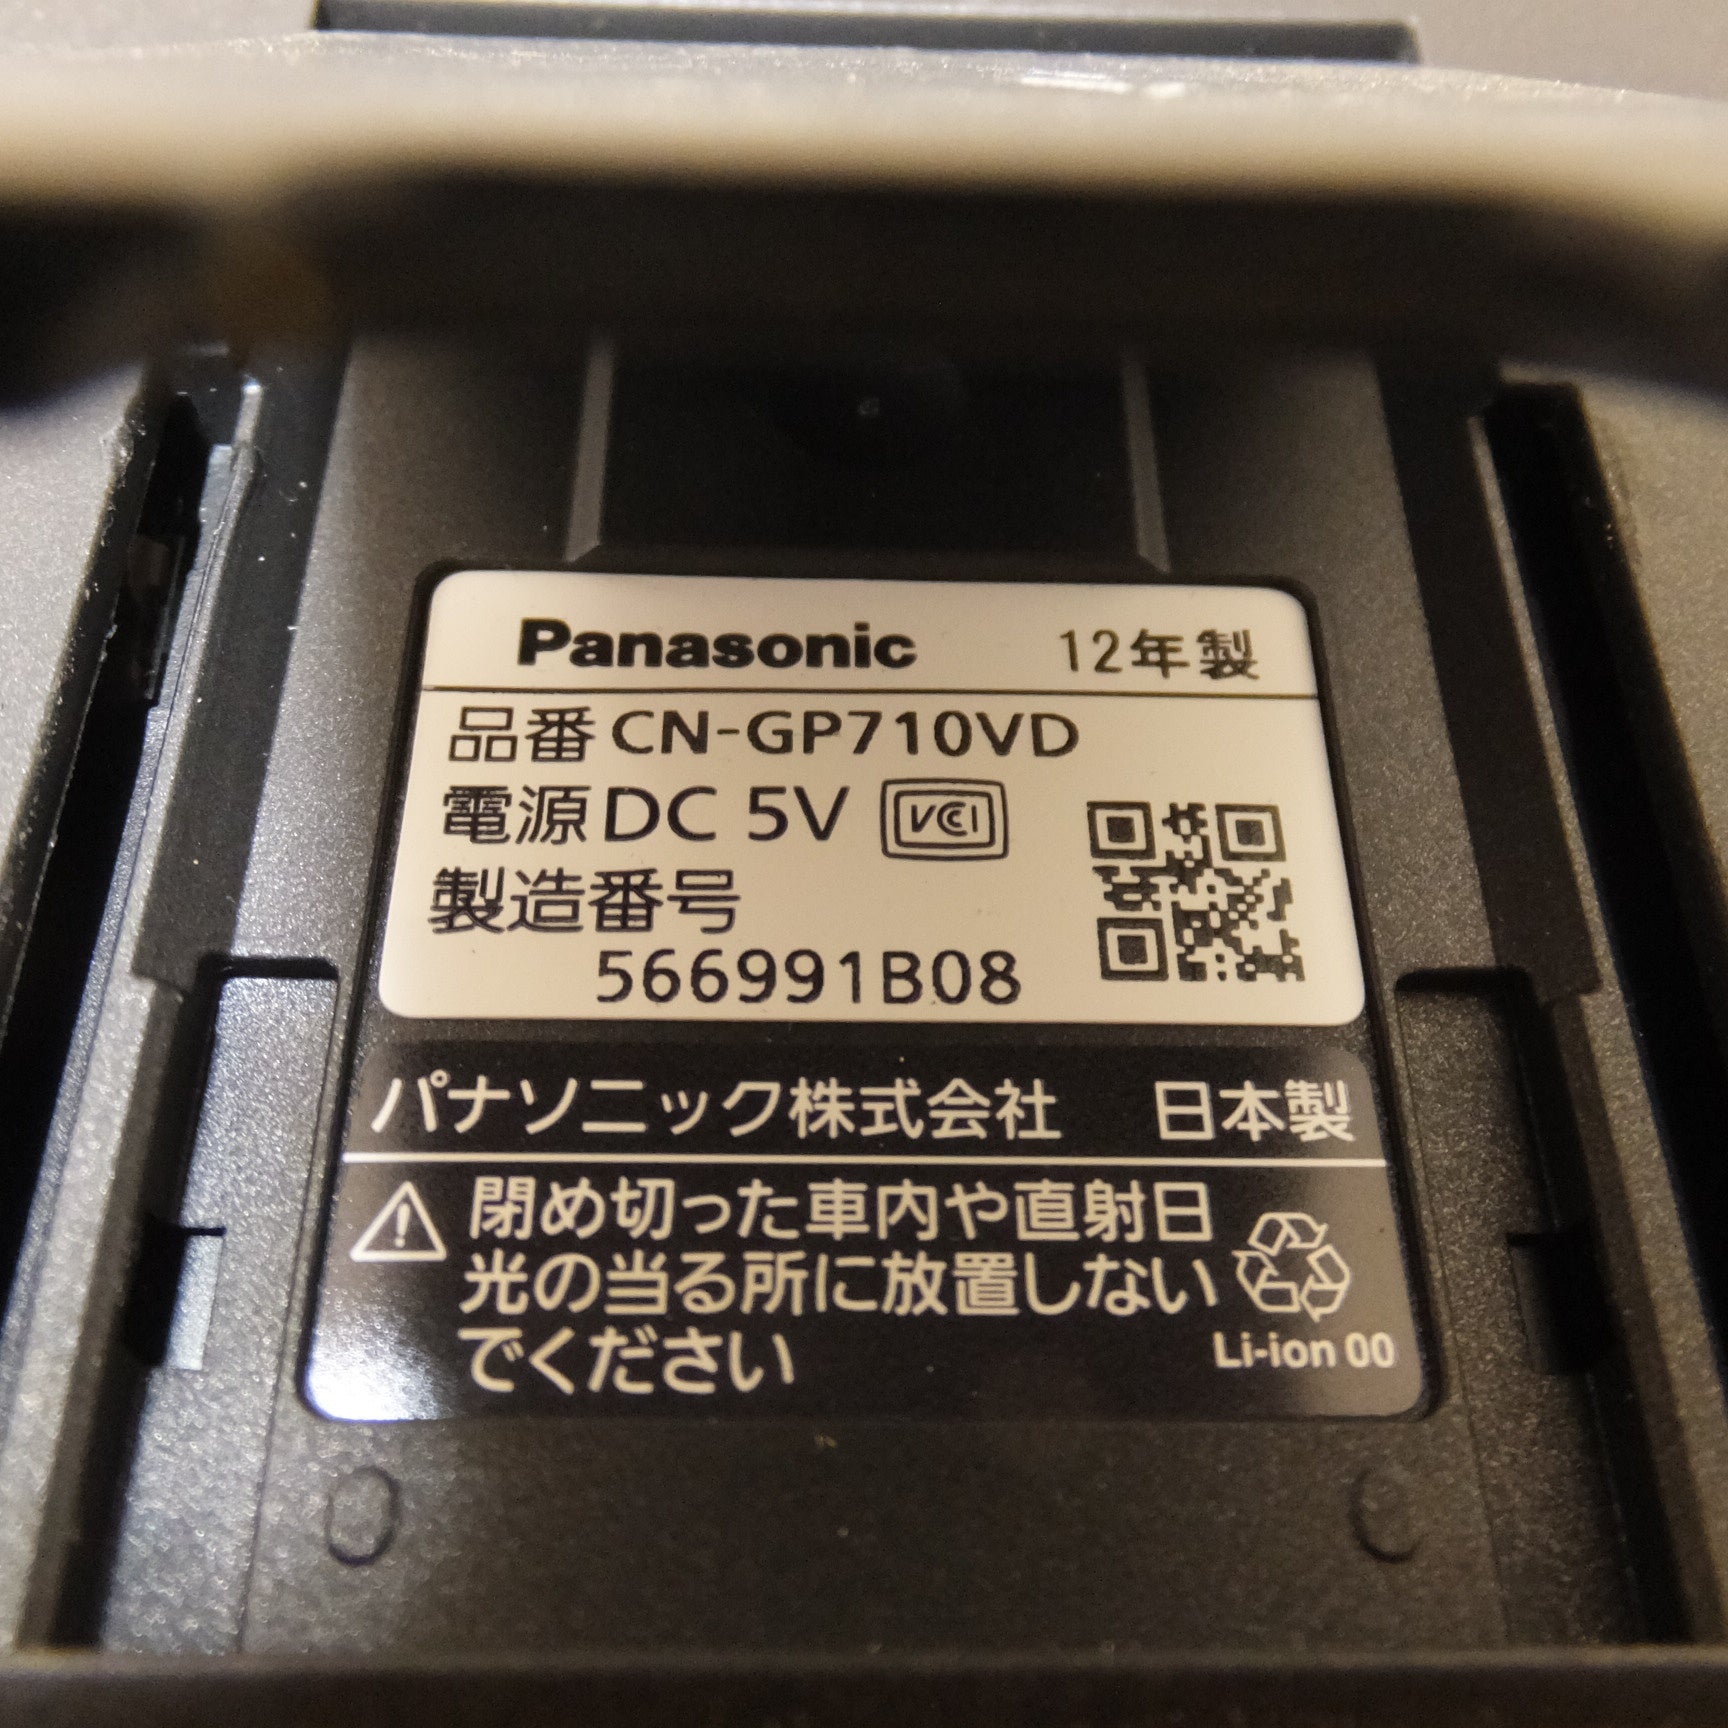 Panasonic 12年製
品番 CN-GP710VD
電源 DC 5V VCCI
製造番号
566991B08
パナソニック株式会社 日本製
閉め切った車内や直射日
光の当る所に放置しない
でください
Li-ion 00